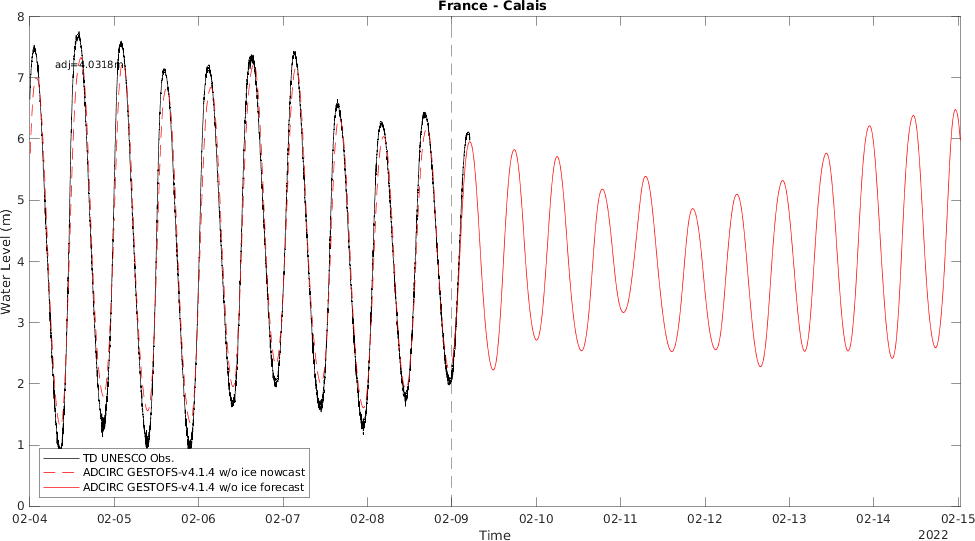 France - Calais
8
7
6
5
4
3
2
1
0
Water Level (m)
adj=4.0318m
TD UNESCO Obs.
ADCIRC GESTOFS-v4.1.4 w/o ice nowcast
ADCIRC GESTOFS-v4.1.4 w/o ice forecast
02-04 02-05 02-06 02-07 02-08 02-09 02-10 02-11 02-12 02-13 02-14 02-15
Time
2022